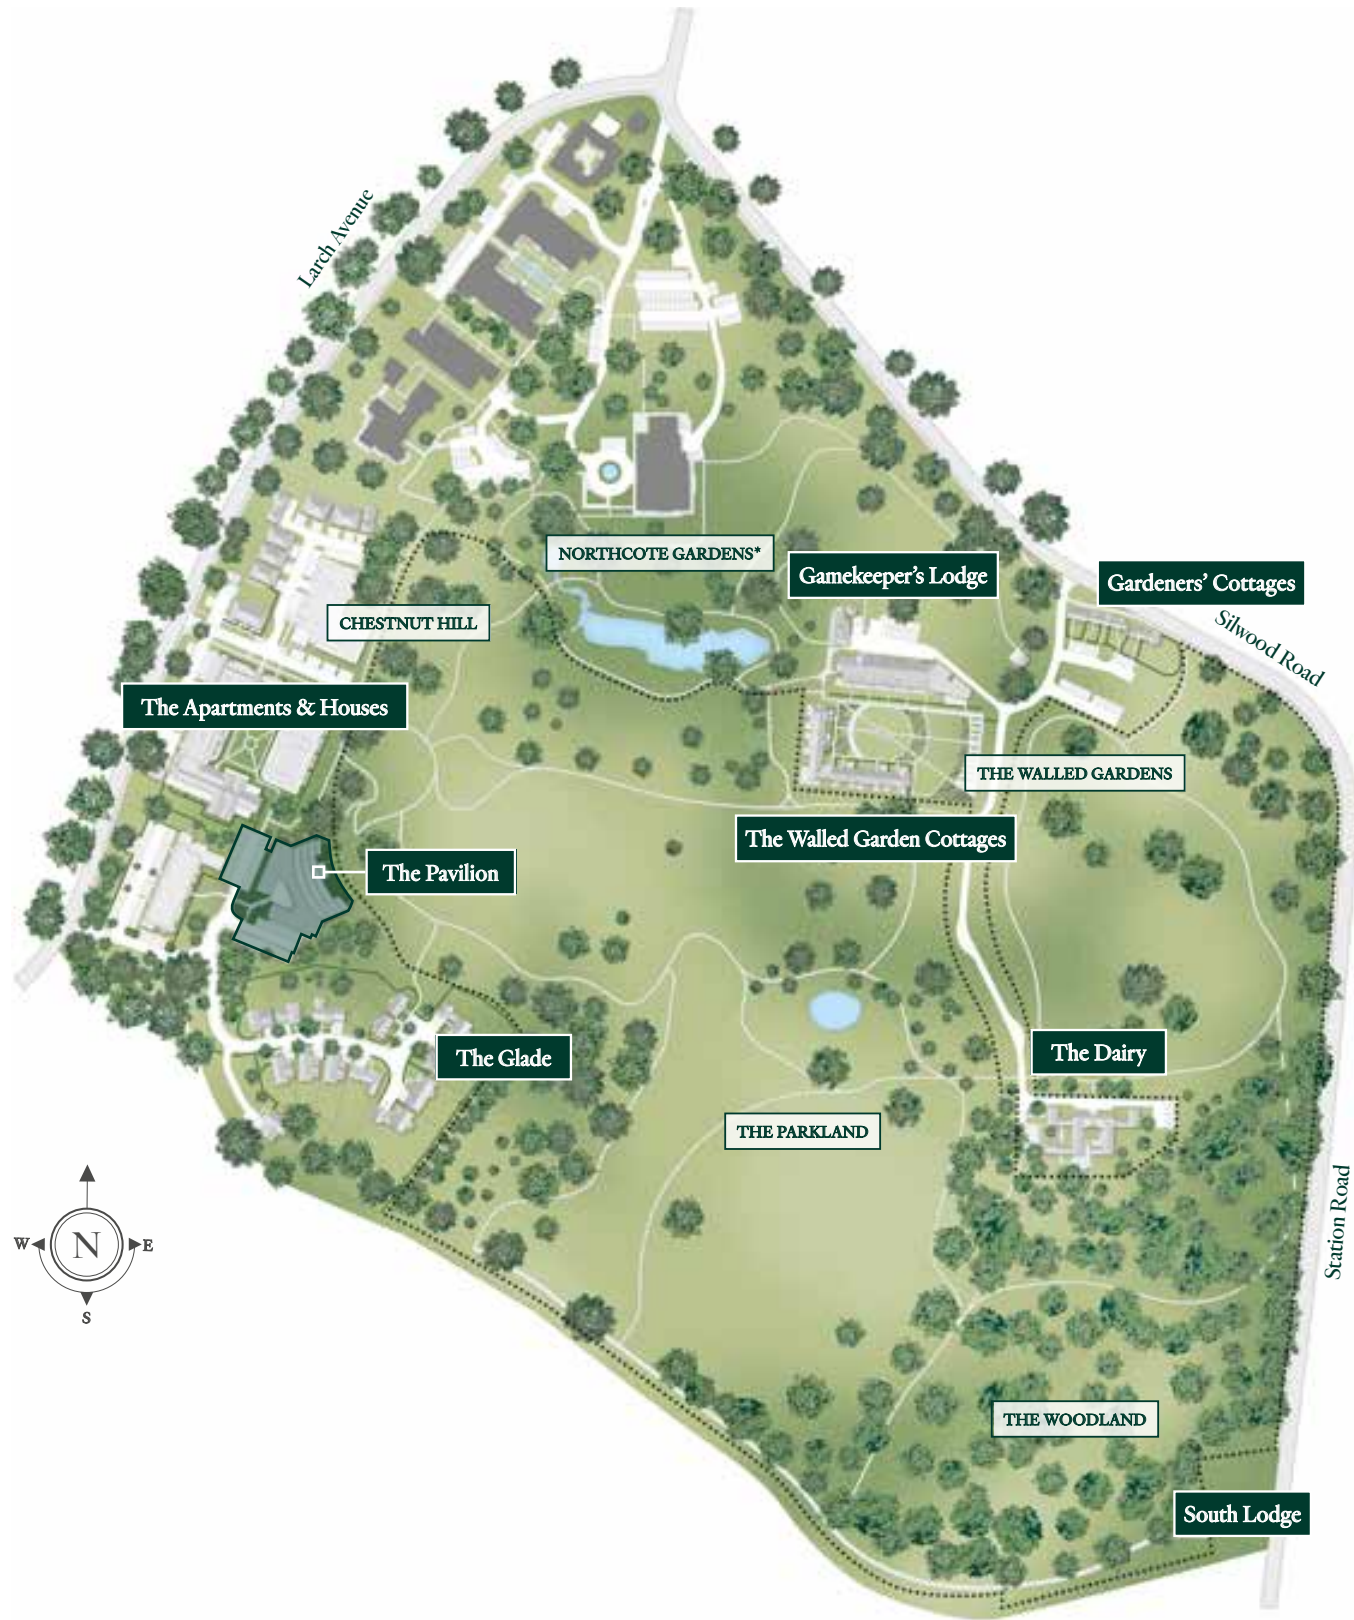 Larch Avenue
NORTHCOTE GARDENS*
Gamekeeper's Lodge
Gardeners' Cottages
CHESTNUT HILL
Silwood Road
The Apartments & Houses
THE WALLED GARDENS
The Walled Garden Cottages
The Pavilion
The Glade
The Dairy
THE PARKLAND
Station Road
W
N
E
S
THE WOODLAND
South Lodge